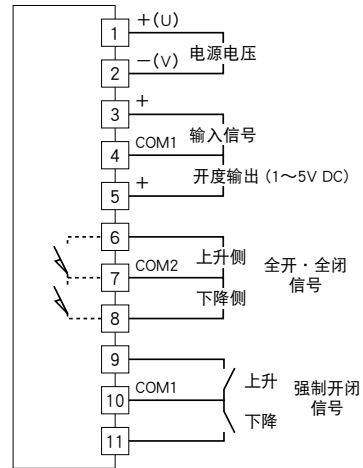 1 +(U)
电源电压
2 −(V)
3 +
输入信号
4 COM1
开度输出 (1～5V DC)
5 +
6
上升侧
全开・全闭
信号
7 COM2
下降侧
8
9
上升
强制开闭
信号
10 COM1
下降
11